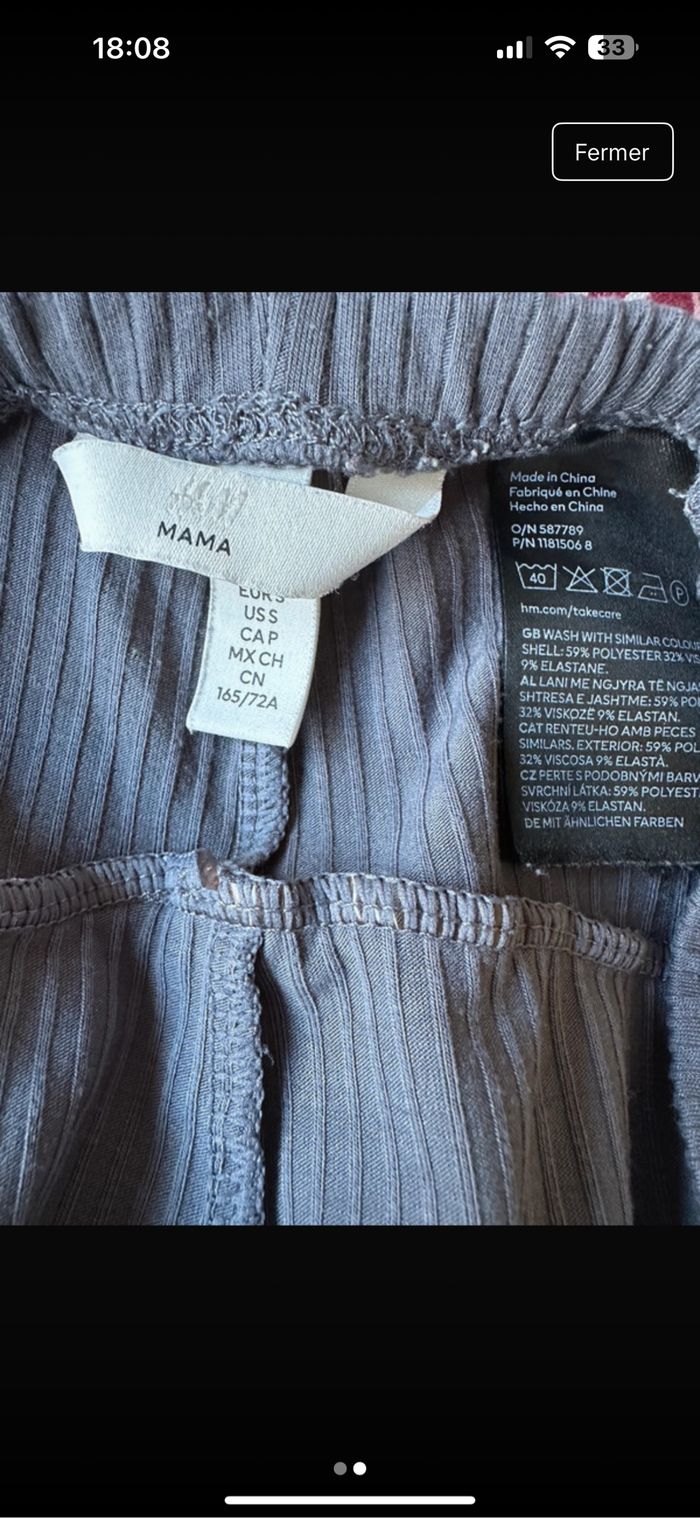 18:08
33
Fermer
MAMA
EUR S
US S
CA P
MX CH
CN
165/72A
Made in China
Fabriqué en Chine
Hecho en China
O/N 587789
P/N 1181506 8
40
P
hm.com/takecare
GB WASH WITH SIMILAR COLOU
SHELL: 59% POLYESTER 32% VIS
9% ELASTANE.
AL LANI ME NGJYRA TË NGJA
SHTRESA E JASHTME: 59% POL
32% VISKOZË 9% ELASTAN.
CAT RENTEU-HO AMB PECES
SIMILARS. EXTERIOR: 59% POL
32% VISCOSA 9% ELASTÀ.
CZ PERTE S PODOBNÝMI BARV
SVRCHNÍ LÁTKA: 59% POLYEST
VISKÓZA 9% ELASTAN.
DE MIT ÄHNLICHEN FARBEN